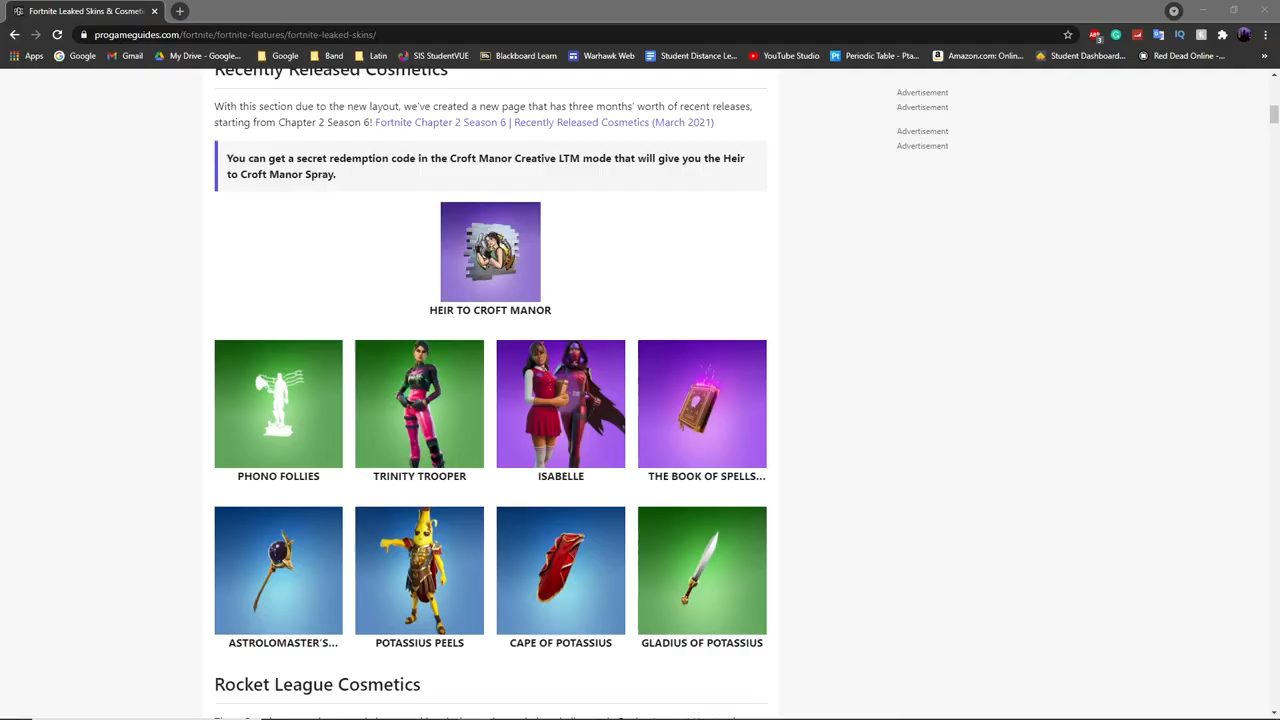 Fortnite Leaked Skins & Cosmeti
progameguides.com/fortnite/fortnite-features/fortnite-leaked-skins/
Apps Google Gmail My Drive - Google... Google Band Latin SIS StudentVUE Blackboard Learn Warhawk Web Student Distance Le... YouTube Studio Periodic Table - Pta... Amazon.com: Onlin... Student Dashboard... Red Dead Online -... »
Recently Released Cosmetics
With this section due to the new layout, we've created a new page that has three months' worth of recent releases,
starting from Chapter 2 Season 6! Fortnite Chapter 2 Season 6 | Recently Released Cosmetics (March 2021)
You can get a secret redemption code in the Croft Manor Creative LTM mode that will give you the Heir
to Croft Manor Spray.
HEIR TO CROFT MANOR
PHONO FOLLIES
TRINITY TROOPER
ISABELLE
THE BOOK OF SPELLS...
ASTROLOMASTER'S...
POTASSIUS PEELS
CAPE OF POTASSIUS
GLADIUS OF POTASSIUS
Rocket League Cosmetics
Advertisement
Advertisement
Advertisement
Advertisement